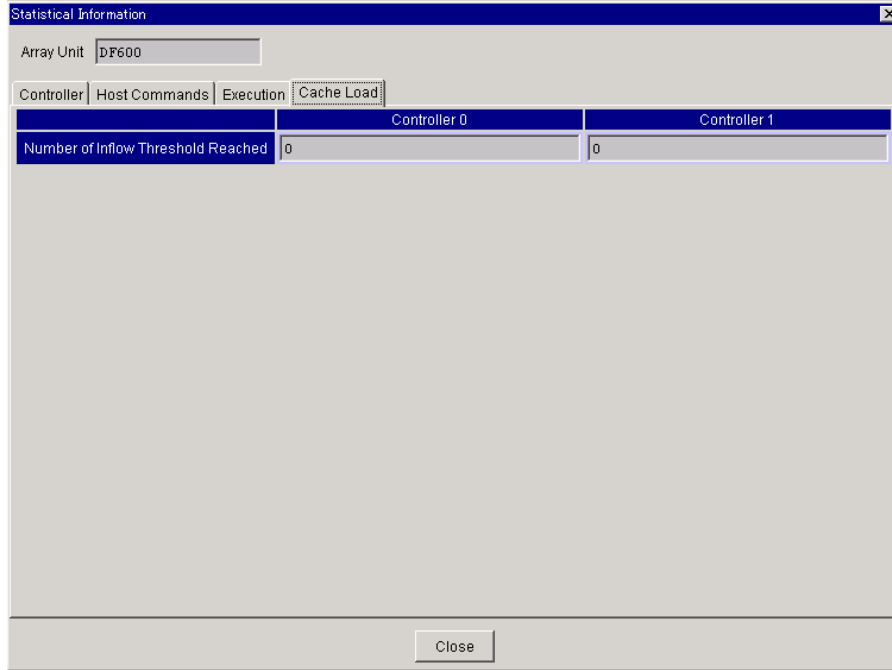 Statistical Information
Array Unit DF600
Controller Host Commands Execution Cache Load
Controller 0 Controller 1
Number of Inflow Threshold Reached 0 0
Close